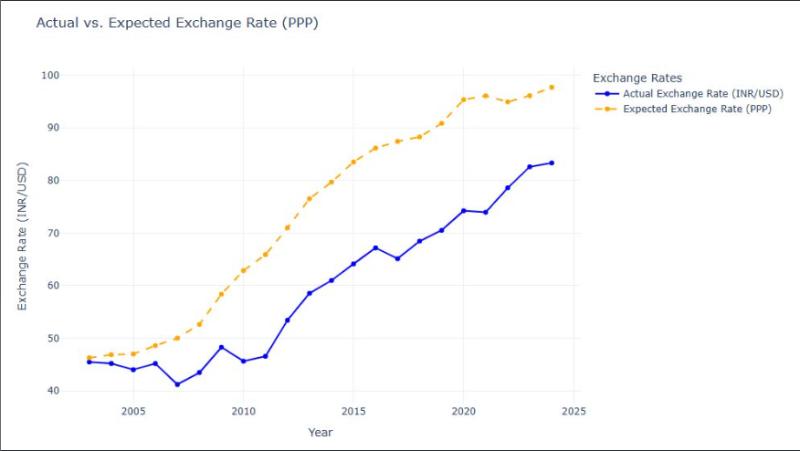 Actual vs. Expected Exchange Rate (PPP)
Exchange Rates
Actual Exchange Rate (INR/USD)
Expected Exchange Rate (PPP)
Exchange Rate (INR/USD)
100
90
80
70
60
50
40
2005
2010
2015
2020
2025
Year